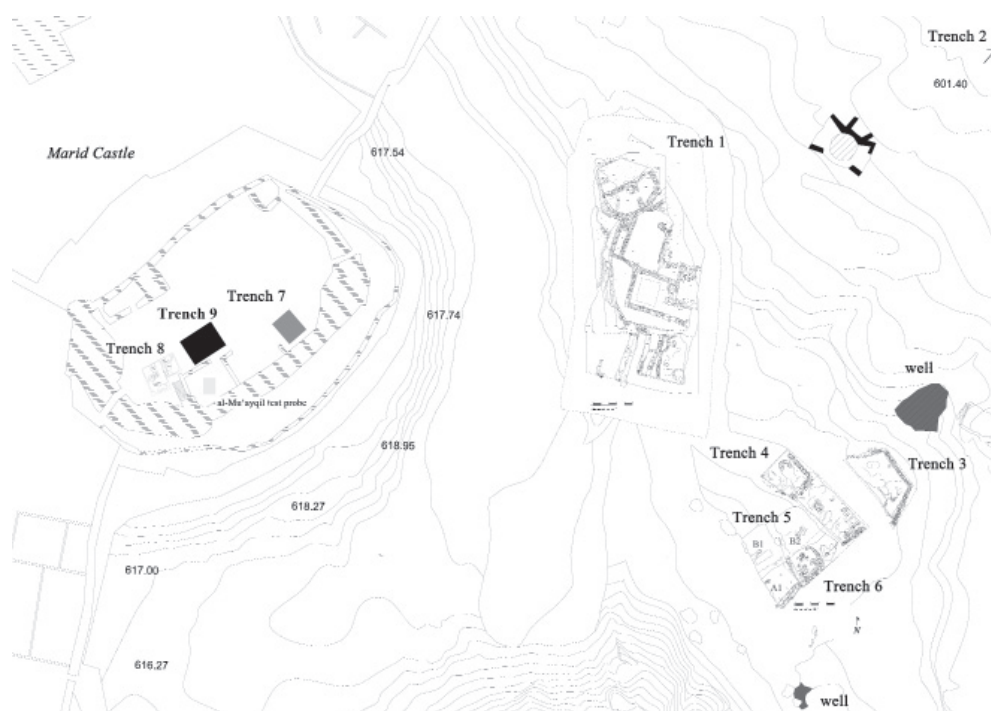 Trench 2
601.40
Trench 1
Marid Castle
617.54
Trench 7
Trench 9
617.74
Trench 8
al-Mu'ayqil test probe
well
618.95
Trench 4
Trench 3
618.27
Trench 5
B1
B2
617.00
A1
Trench 6
N
616.27
well